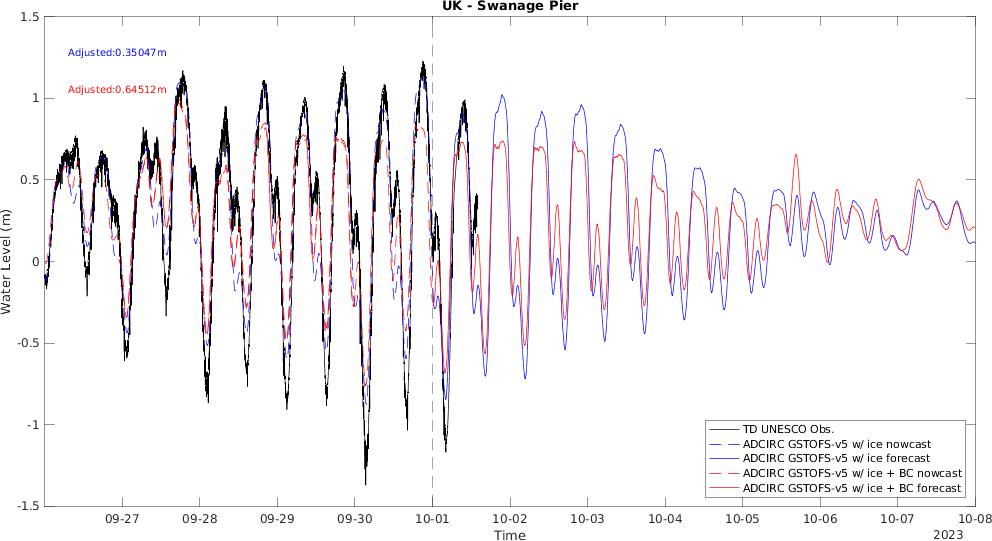 UK - Swanage Pier
Adjusted:0.35047m
Adjusted:0.64512m
Water Level (m)
1.5
1
0.5
0
-0.5
-1
-1.5
TD UNESCO Obs.
ADCIRC GSTOFS-v5 w/ ice nowcast
ADCIRC GSTOFS-v5 w/ ice forecast
ADCIRC GSTOFS-v5 w/ ice + BC nowcast
ADCIRC GSTOFS-v5 w/ ice + BC forecast
09-27 09-28 09-29 09-30 10-01 10-02 10-03 10-04 10-05 10-06 10-07 10-08
Time
2023